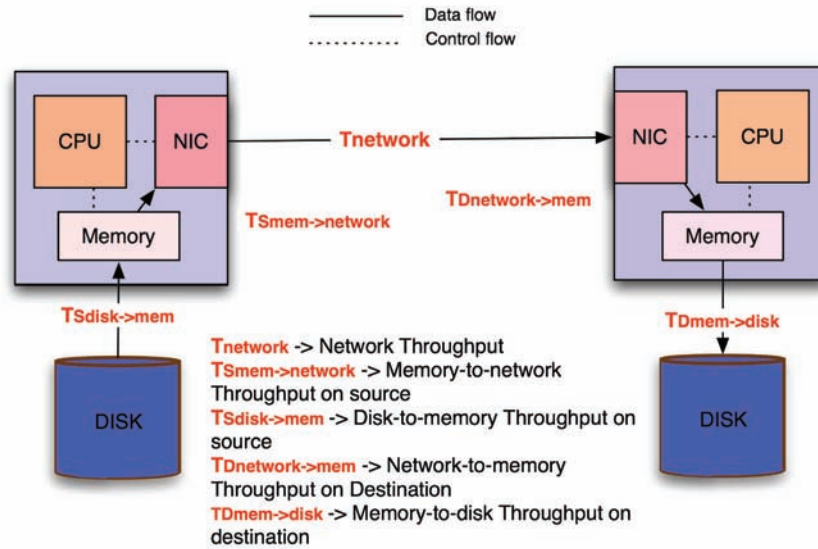 Data flow
Control flow
CPU
NIC
Tnetwork
NIC
CPU
TSmem->network
TDnetwork->mem
Memory
Memory
TSdisk->mem
TDmem->disk
DISK
DISK
Tnetwork -> Network Throughput
TSmem->network -> Memory-to-network
Throughput on source
TSdisk->mem -> Disk-to-memory Throughput on
source
TDnetwork->mem -> Network-to-memory
Throughput on Destination
TDmem->disk -> Memory-to-disk Throughput on
destination